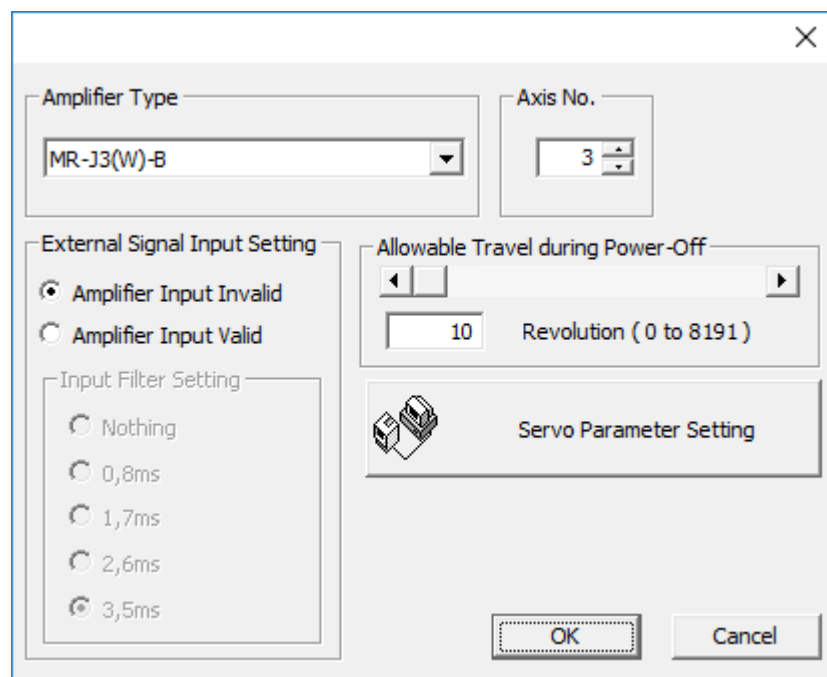 Amplifier Type
MR-J3(W)-B
Axis No.
3
External Signal Input Setting
Amplifier Input Invalid
Amplifier Input Valid
Input Filter Setting
Nothing
0,8ms
1,7ms
2,6ms
3,5ms
Allowable Travel during Power-Off
10 Revolution ( 0 to 8191 )
Servo Parameter Setting
OK
Cancel